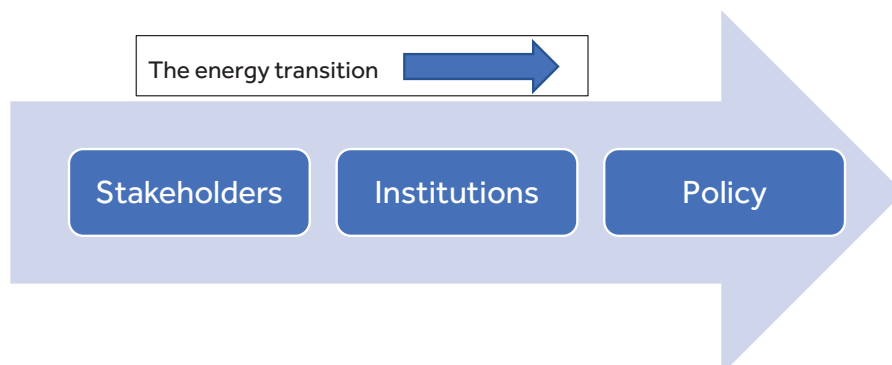 The energy transition
Stakeholders
Institutions
Policy